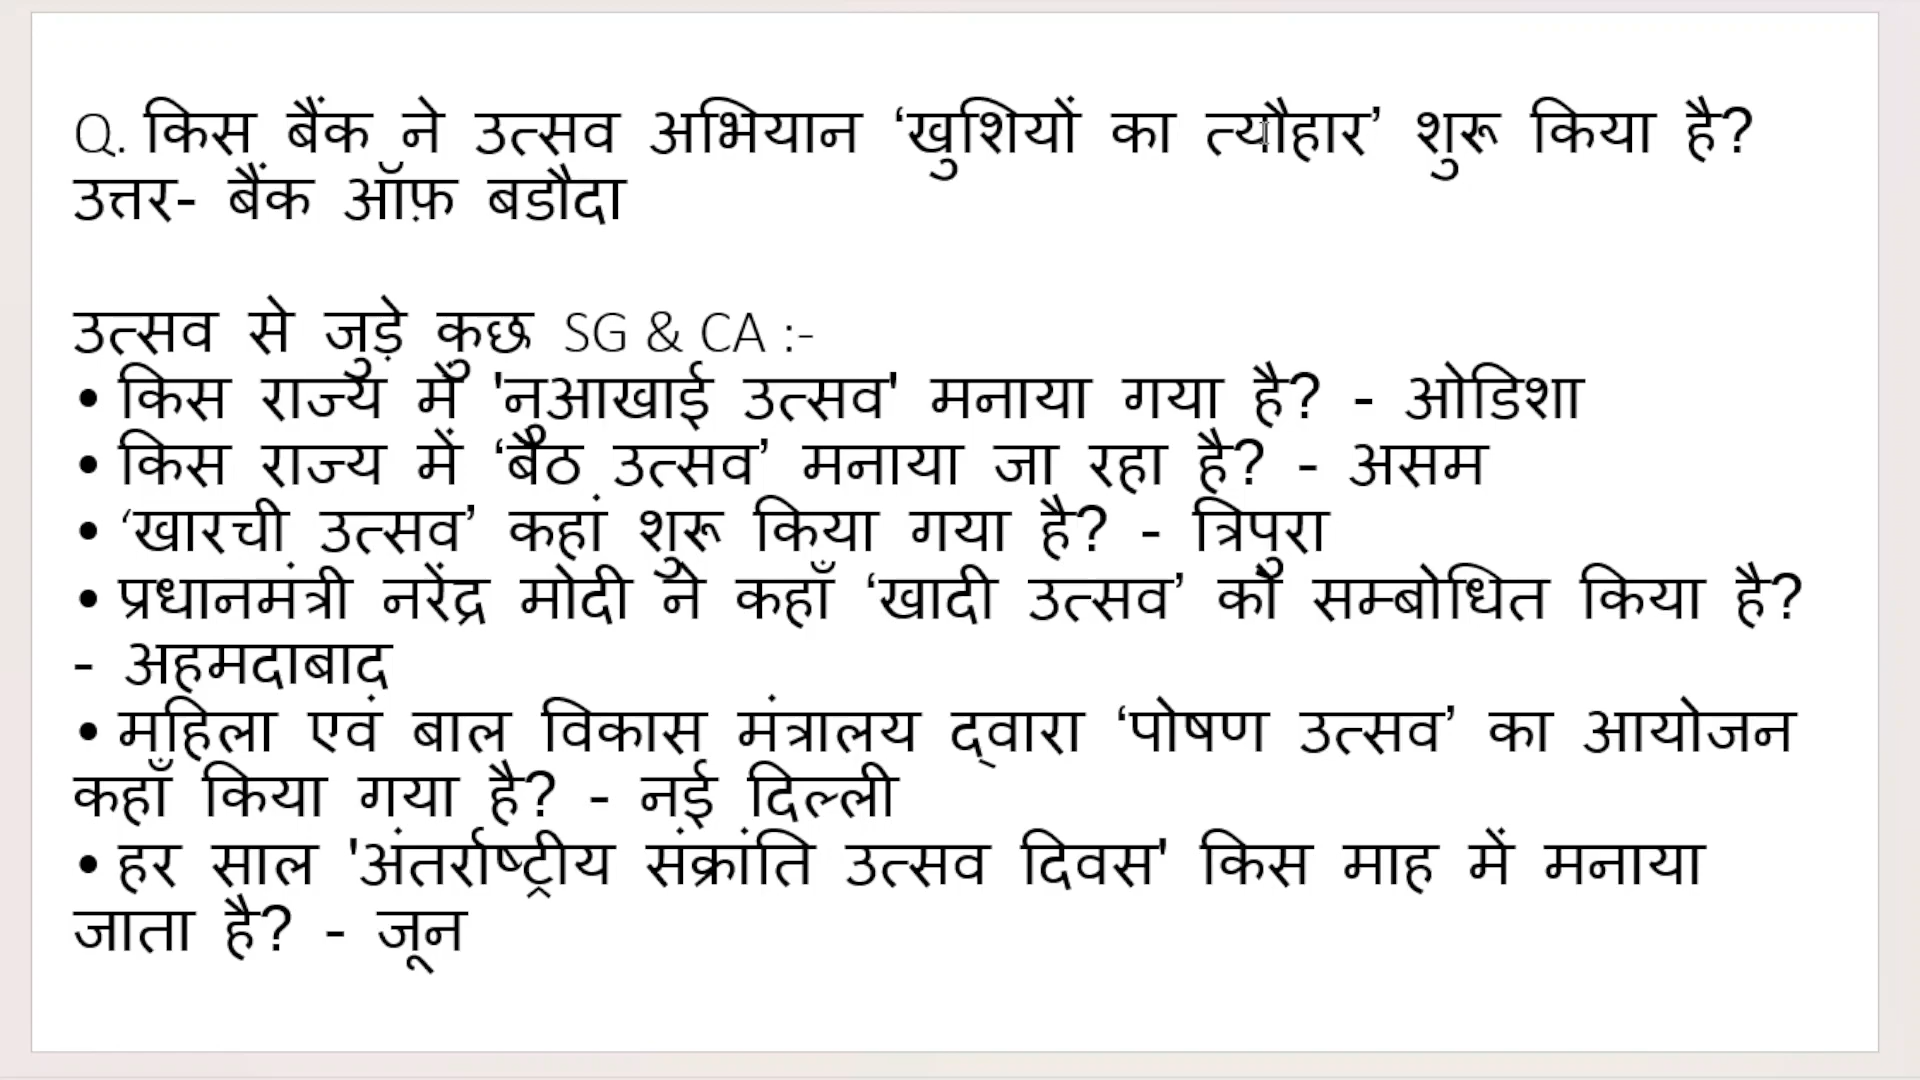 Q. किस बैंक ने उत्सव अभियान ‘खुशियों का त्यौहार’ शुरू किया है?
उत्तर- बैंक ऑफ़ बडौदा
उत्सव से जुड़े कुछ SG & CA :-
• किस राज्य में 'नुआखाई उत्सव' मनाया गया है? - ओडिशा
• किस राज्य में ‘बैठ उत्सव’ मनाया जा रहा है? - असम
• ‘खारची उत्सव’ कहां शुरू किया गया है? - त्रिपुरा
• प्रधानमंत्री नरेंद्र मोदी ने कहाँ ‘खादी उत्सव’ को सम्बोधित किया है?
- अहमदाबाद
• महिला एवं बाल विकास मंत्रालय द्वारा ‘पोषण उत्सव’ का आयोजन
कहाँ किया गया है? - नई दिल्ली
• हर साल 'अंतर्राष्ट्रीय संक्रांति उत्सव दिवस' किस माह में मनाया
जाता है? - जून